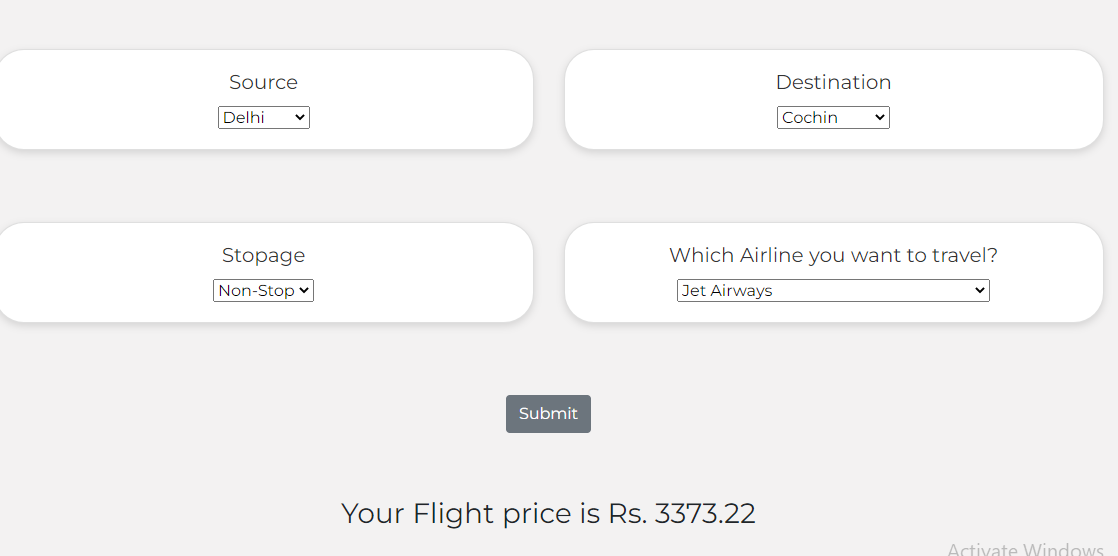 Source
Delhi
Destination
Cochin
Stopage
Non-Stop
Which Airline you want to travel?
Jet Airways
Submit
Your Flight price is Rs. 3373.22
Activate Windows